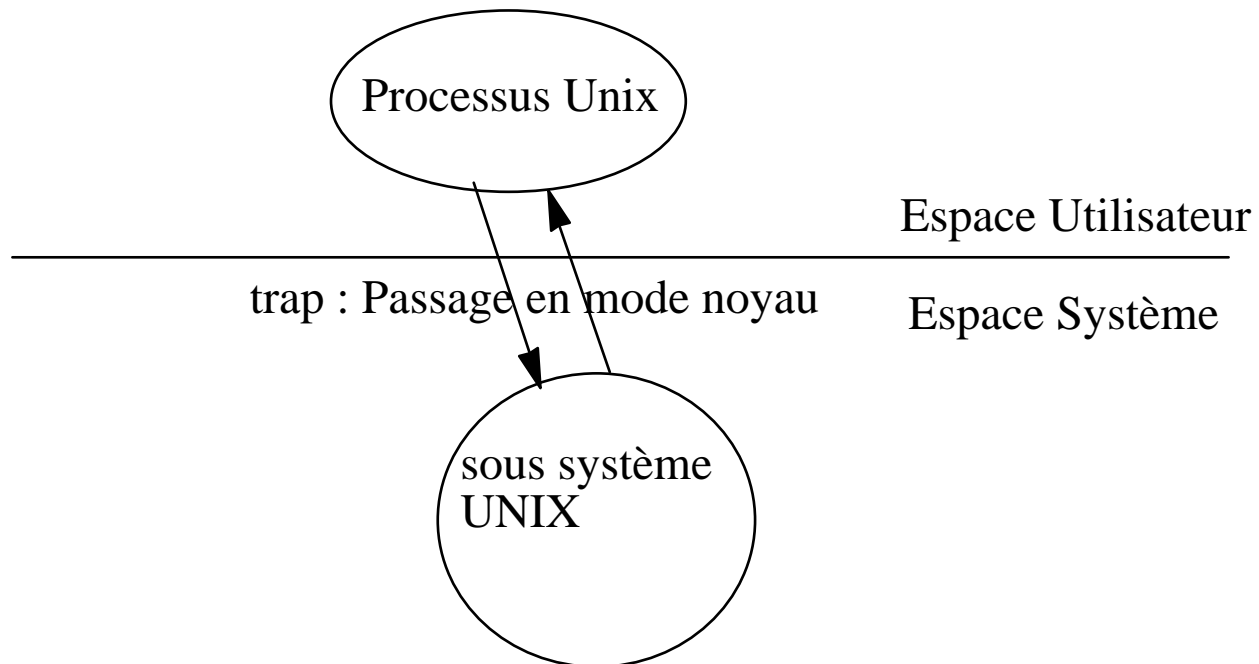 Processus Unix
Espace Utilisateur
trap : Passage en mode noyau
Espace Système
sous système
UNIX